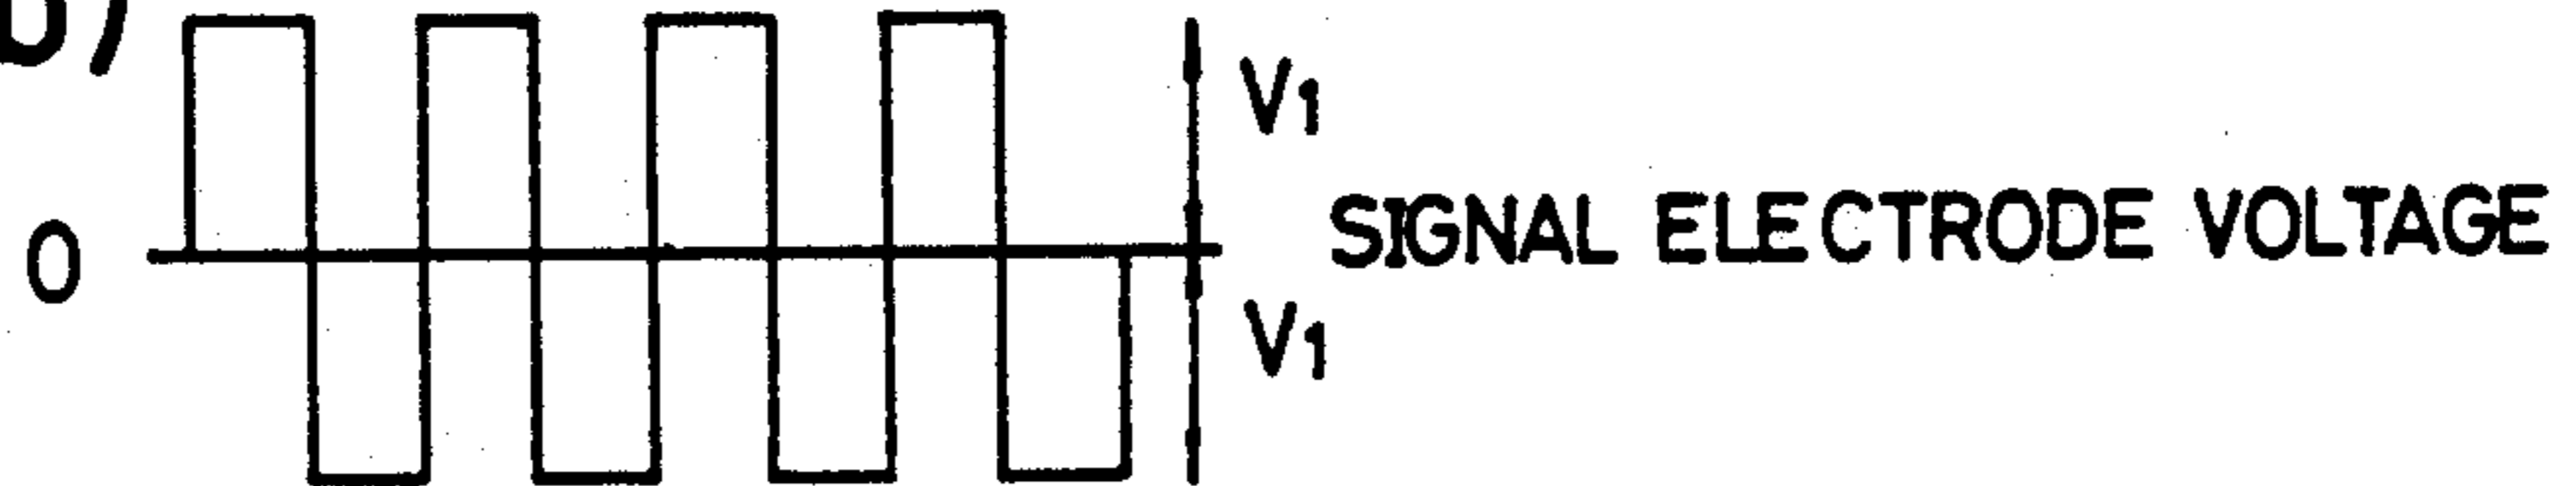 b)
V1
0
SIGNAL ELECTRODE VOLTAGE
V1